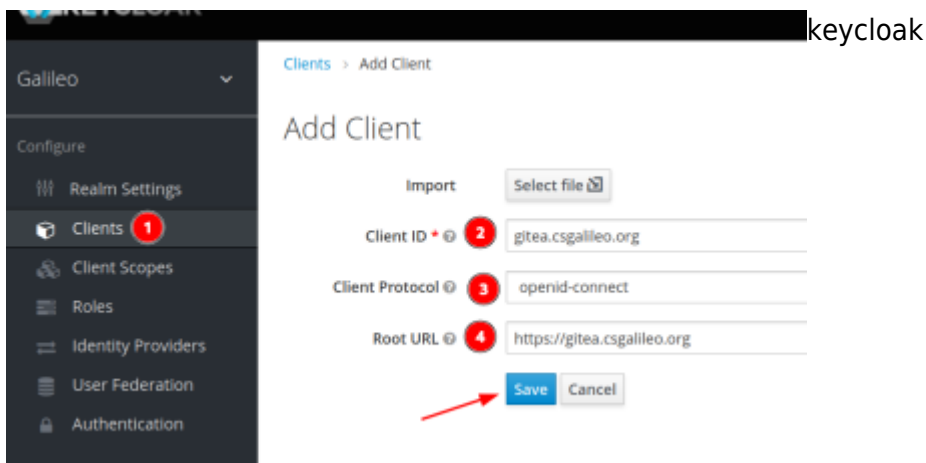 KEYCLOAK
keycloak
Galileo
Clients > Add Client
Add Client
Configure
Import Select file
Realm Settings
Clients 1
Client ID * 2 gitea.csgalileo.org
Client Scopes
Client Protocol 3 openid-connect
Roles
Root URL 4 https://gitea.csgalileo.org
Identity Providers
User Federation
Save Cancel
Authentication